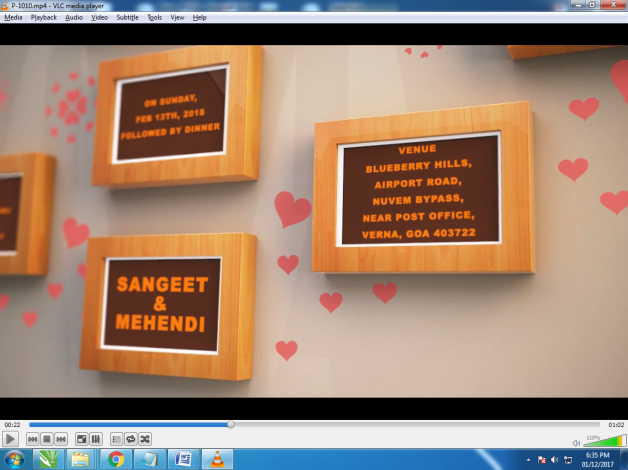 P-1010.mp4 - VLC media player
Media Playback Audio Video Subtitle Tools View Help
ON SUNDAY,
FEB 13TH, 2018
FOLLOWED BY DINNER
VENUE
BLUEBERRY HILLS,
AIRPORT ROAD,
NUVEM BYPASS,
NEAR POST OFFICE,
VERNA, GOA 403722
SANGEET
&
MEHENDI
00:22
01:02
110%
6:35 PM
01/12/2017